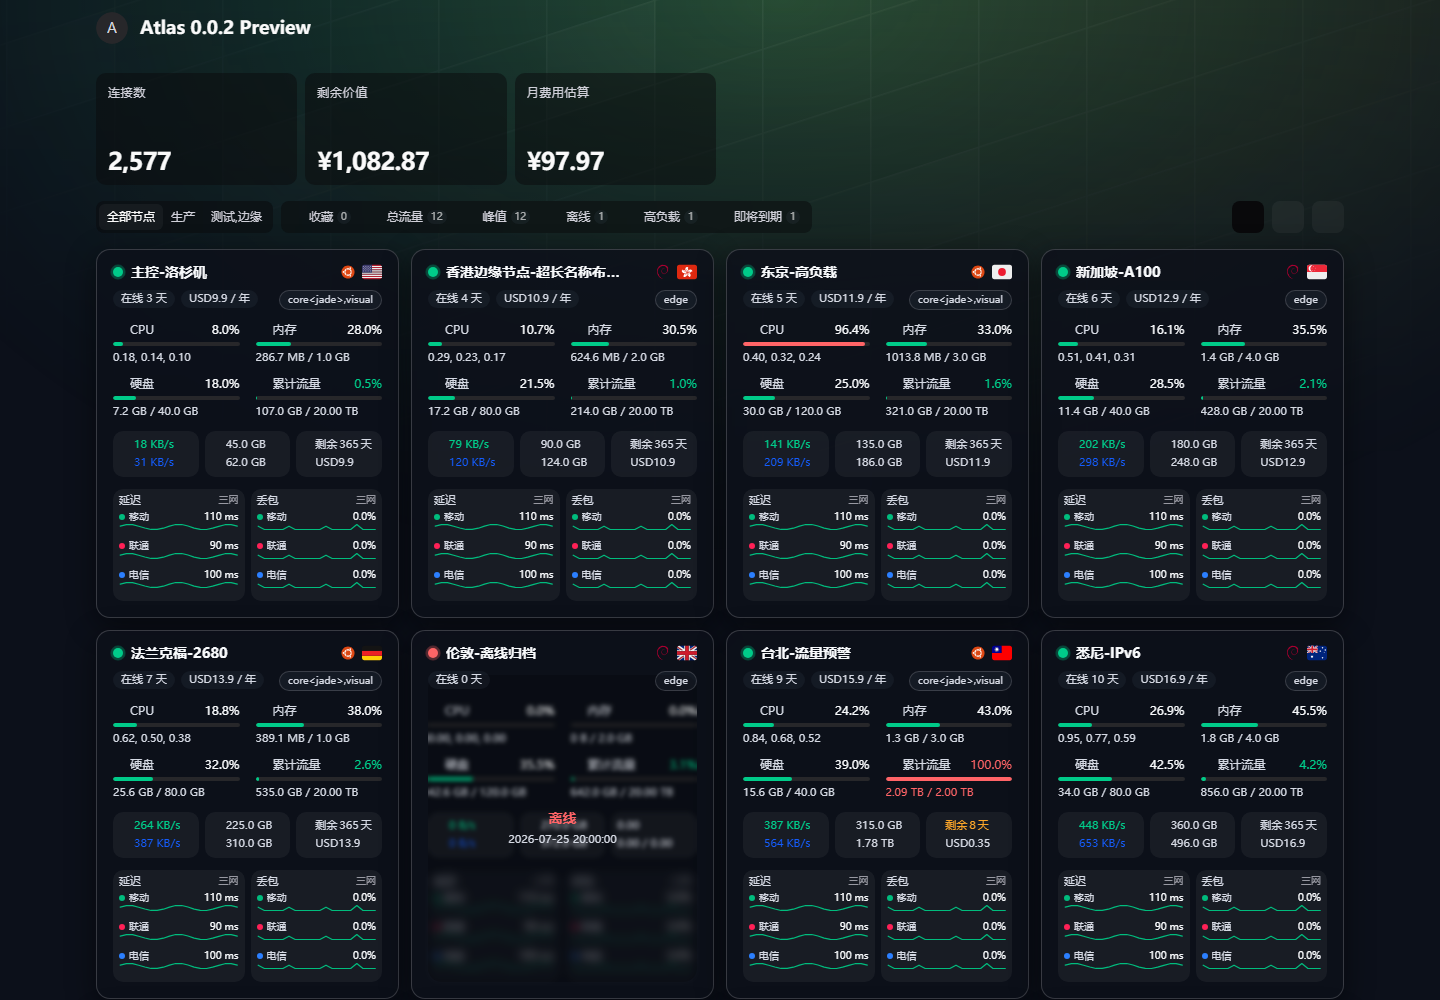 A Atlas 0.0.2 Preview
连接数 剩余价值 月费用估算
2,577 ¥1,082.87 ¥97.97
全部节点 生产 测试,边缘 收藏 0 总流量 12 峰值 12 离线 1 高负载 1 即将到期 1
主控-洛杉矶
在线 3 天 USD9.9 / 年 core<jade>,visual
CPU 8.0% 内存 28.0%
0.18, 0.14, 0.10 286.7 MB / 1.0 GB
硬盘 18.0% 累计流量 0.5%
7.2 GB / 40.0 GB 107.0 GB / 20.00 TB
18 KB/s 45.0 GB 剩余 365 天
31 KB/s 62.0 GB USD9.9
延迟 三网 丢包 三网
移动 110 ms 移动 0.0%
联通 90 ms 联通 0.0%
电信 100 ms 电信 0.0%
香港边缘节点-超长名称布...
在线 4 天 USD10.9 / 年 edge
CPU 10.7% 内存 30.5%
0.29, 0.23, 0.17 624.6 MB / 2.0 GB
硬盘 21.5% 累计流量 1.0%
17.2 GB / 80.0 GB 214.0 GB / 20.00 TB
79 KB/s 90.0 GB 剩余 365 天
120 KB/s 124.0 GB USD10.9
延迟 三网 丢包 三网
移动 110 ms 移动 0.0%
联通 90 ms 联通 0.0%
电信 100 ms 电信 0.0%
东京-高负载
在线 5 天 USD11.9 / 年 core<jade>,visual
CPU 96.4% 内存 33.0%
0.40, 0.32, 0.24 1013.8 MB / 3.0 GB
硬盘 25.0% 累计流量 1.6%
30.0 GB / 120.0 GB 321.0 GB / 20.00 TB
141 KB/s 135.0 GB 剩余 365 天
209 KB/s 186.0 GB USD11.9
延迟 三网 丢包 三网
移动 110 ms 移动 0.0%
联通 90 ms 联通 0.0%
电信 100 ms 电信 0.0%
新加坡-A100
在线 6 天 USD12.9 / 年 edge
CPU 16.1% 内存 35.5%
0.51, 0.41, 0.31 1.4 GB / 4.0 GB
硬盘 28.5% 累计流量 2.1%
11.4 GB / 40.0 GB 428.0 GB / 20.00 TB
202 KB/s 180.0 GB 剩余 365 天
298 KB/s 248.0 GB USD12.9
延迟 三网 丢包 三网
移动 110 ms 移动 0.0%
联通 90 ms 联通 0.0%
电信 100 ms 电信 0.0%
法兰克福-2680
在线 7 天 USD13.9 / 年 core<jade>,visual
CPU 18.8% 内存 38.0%
0.62, 0.50, 0.38 389.1 MB / 1.0 GB
硬盘 32.0% 累计流量 2.6%
25.6 GB / 80.0 GB 535.0 GB / 20.00 TB
264 KB/s 225.0 GB 剩余 365 天
387 KB/s 310.0 GB USD13.9
延迟 三网 丢包 三网
移动 110 ms 移动 0.0%
联通 90 ms 联通 0.0%
电信 100 ms 电信 0.0%
伦敦-离线归档
在线 0 天 edge
离线
2026-07-25 20:00:00
台北-流量预警
在线 9 天 USD15.9 / 年 core<jade>,visual
CPU 24.2% 内存 43.0%
0.84, 0.68, 0.52 1.3 GB / 3.0 GB
硬盘 39.0% 累计流量 100.0%
15.6 GB / 40.0 GB 2.09 TB / 2.00 TB
387 KB/s 315.0 GB 剩余 8 天
564 KB/s 1.78 TB USD0.35
延迟 三网 丢包 三网
移动 110 ms 移动 0.0%
联通 90 ms 联通 0.0%
电信 100 ms 电信 0.0%
悉尼-IPv6
在线 10 天 USD16.9 / 年 edge
CPU 26.9% 内存 45.5%
0.95, 0.77, 0.59 1.8 GB / 4.0 GB
硬盘 42.5% 累计流量 4.2%
34.0 GB / 80.0 GB 856.0 GB / 20.00 TB
448 KB/s 360.0 GB 剩余 365 天
653 KB/s 496.0 GB USD16.9
延迟 三网 丢包 三网
移动 110 ms 移动 0.0%
联通 90 ms 联通 0.0%
电信 100 ms 电信 0.0%